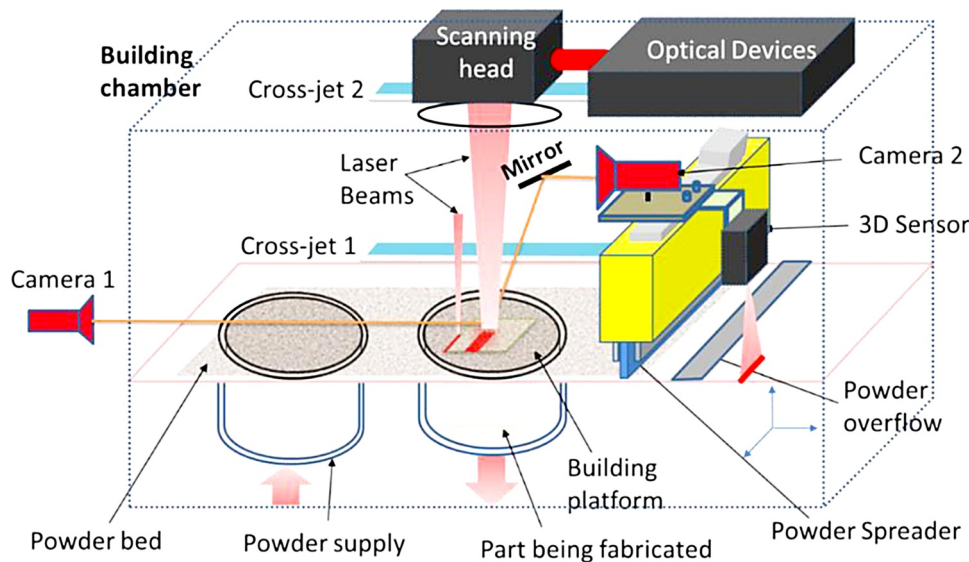 Scanning
head
Optical Devices
Building
chamber
Cross-jet 2
Laser
Beams
Mirror
Camera 2
3D Sensor
Cross-jet 1
Camera 1
Powder
overflow
Building
platform
Powder bed
Powder supply
Part being fabricated
Powder Spreader